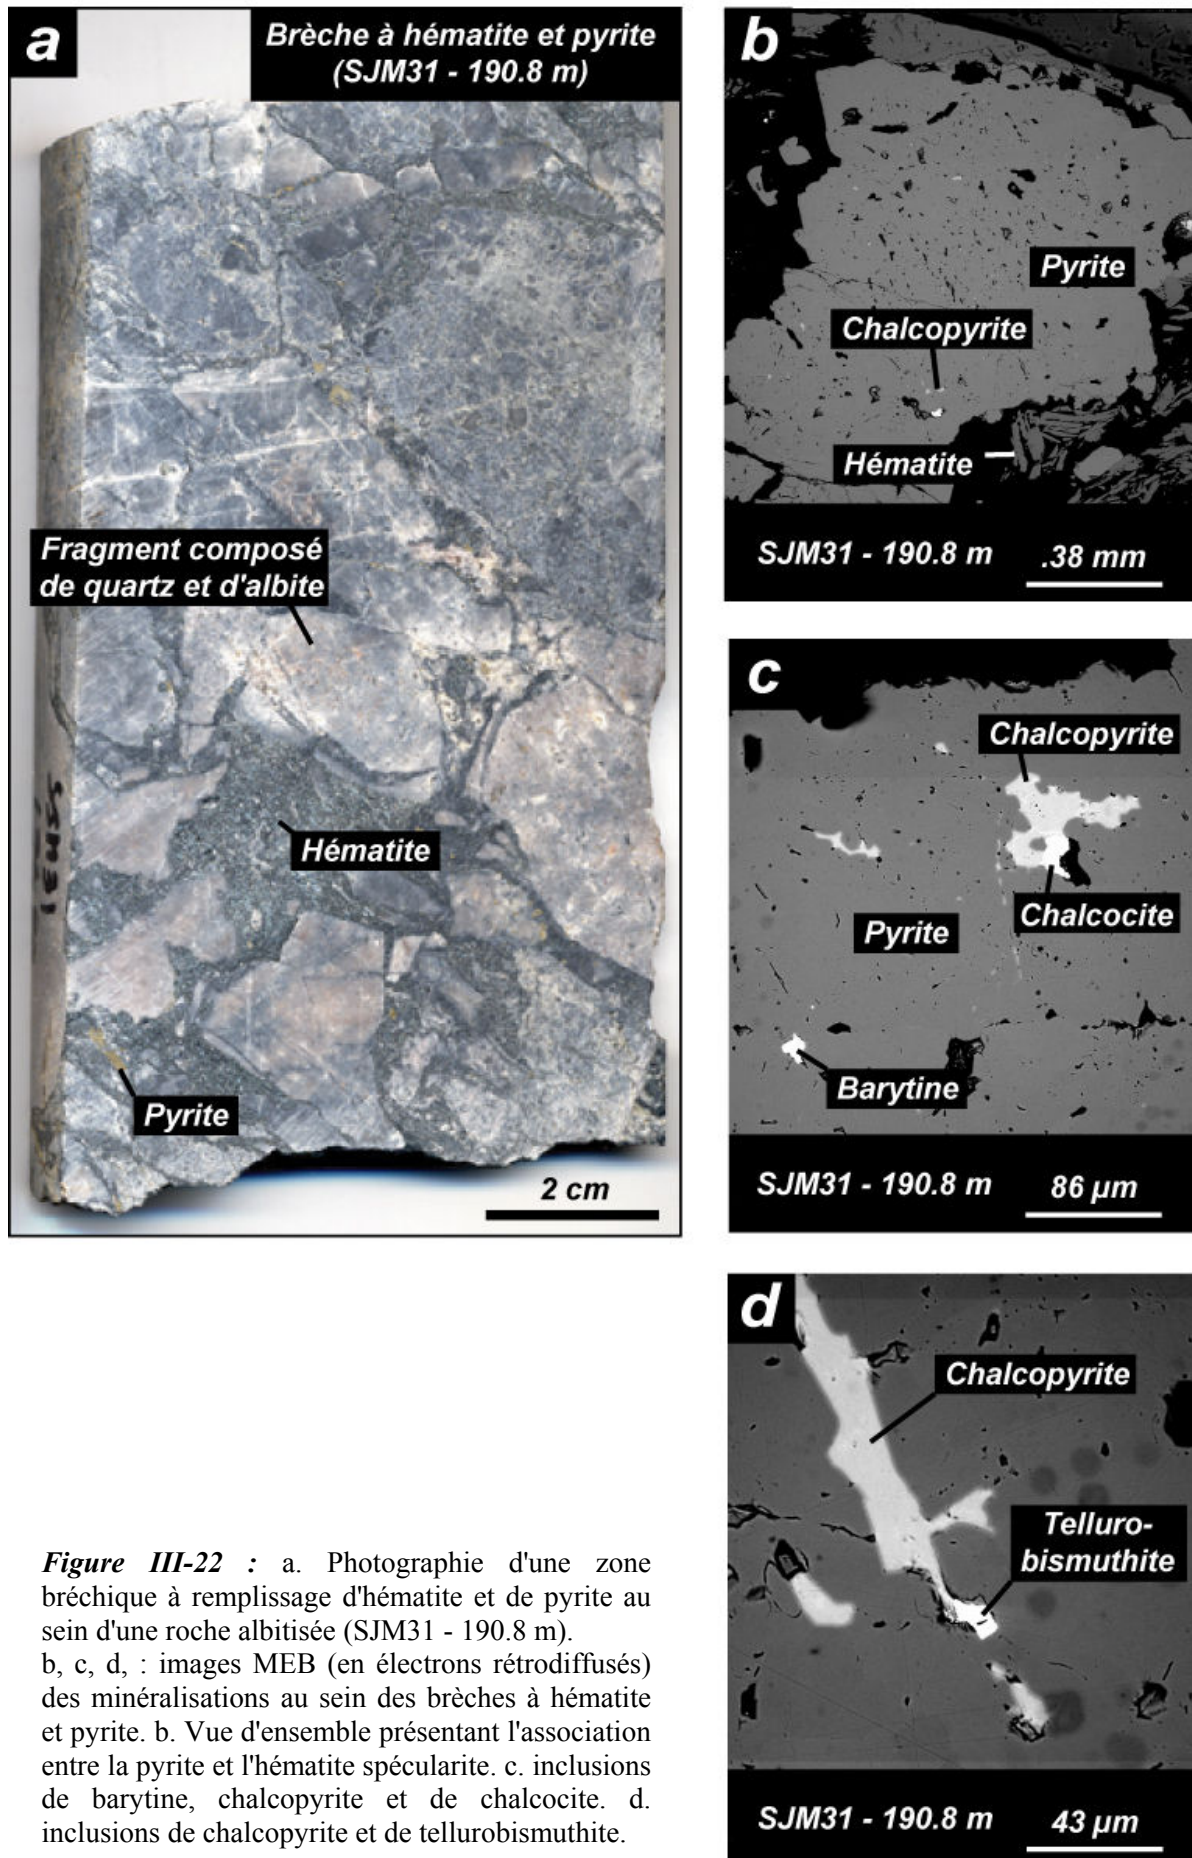 a
Brèche à hématite et pyrite
(SJM31 - 190.8 m)
Fragment composé
de quartz et d'albite
Hématite
Pyrite
2 cm
b
Pyrite
Chalcopyrite
Hématite
SJM31 - 190.8 m
.38 mm
c
Chalcopyrite
Chalcocite
Pyrite
Barytine
SJM31 - 190.8 m
86 µm
d
Chalcopyrite
Telluro-
bismuthite
SJM31 - 190.8 m
43 µm
Figure III-22 : a. Photographie d'une zone
bréchique à remplissage d'hématite et de pyrite au
sein d'une roche albitisée (SJM31 - 190.8 m).
b, c, d, : images MEB (en électrons rétrodiffusés)
des minéralisations au sein des brèches à hématite
et pyrite. b. Vue d'ensemble présentant l'association
entre la pyrite et l'hématite spécularite. c. inclusions
de barytine, chalcopyrite et de chalcocite. d.
inclusions de chalcopyrite et de tellurobismuthite.